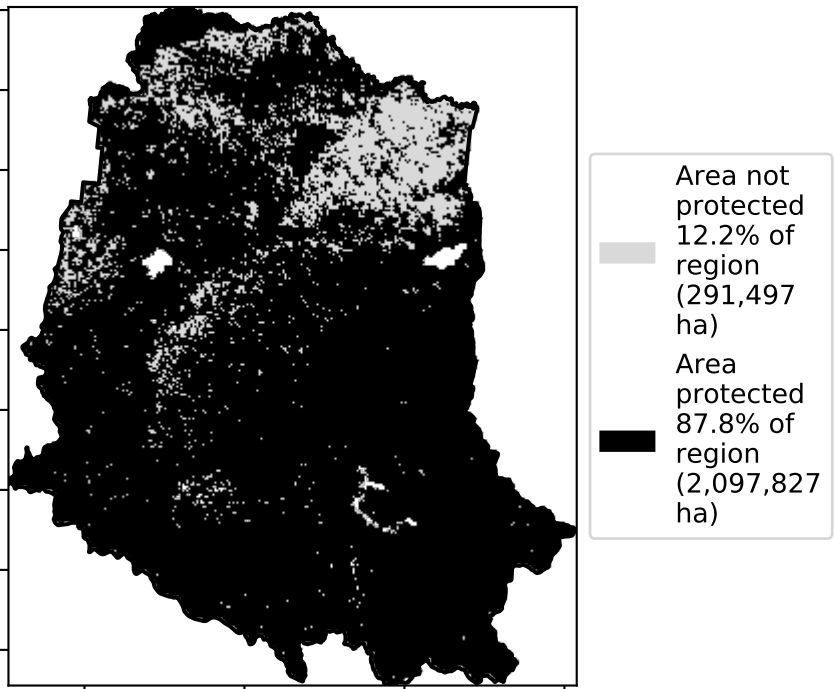 Area not
protected
12.2% of
region
(291,497
ha)
Area
protected
87.8% of
region
(2,097,827
ha)